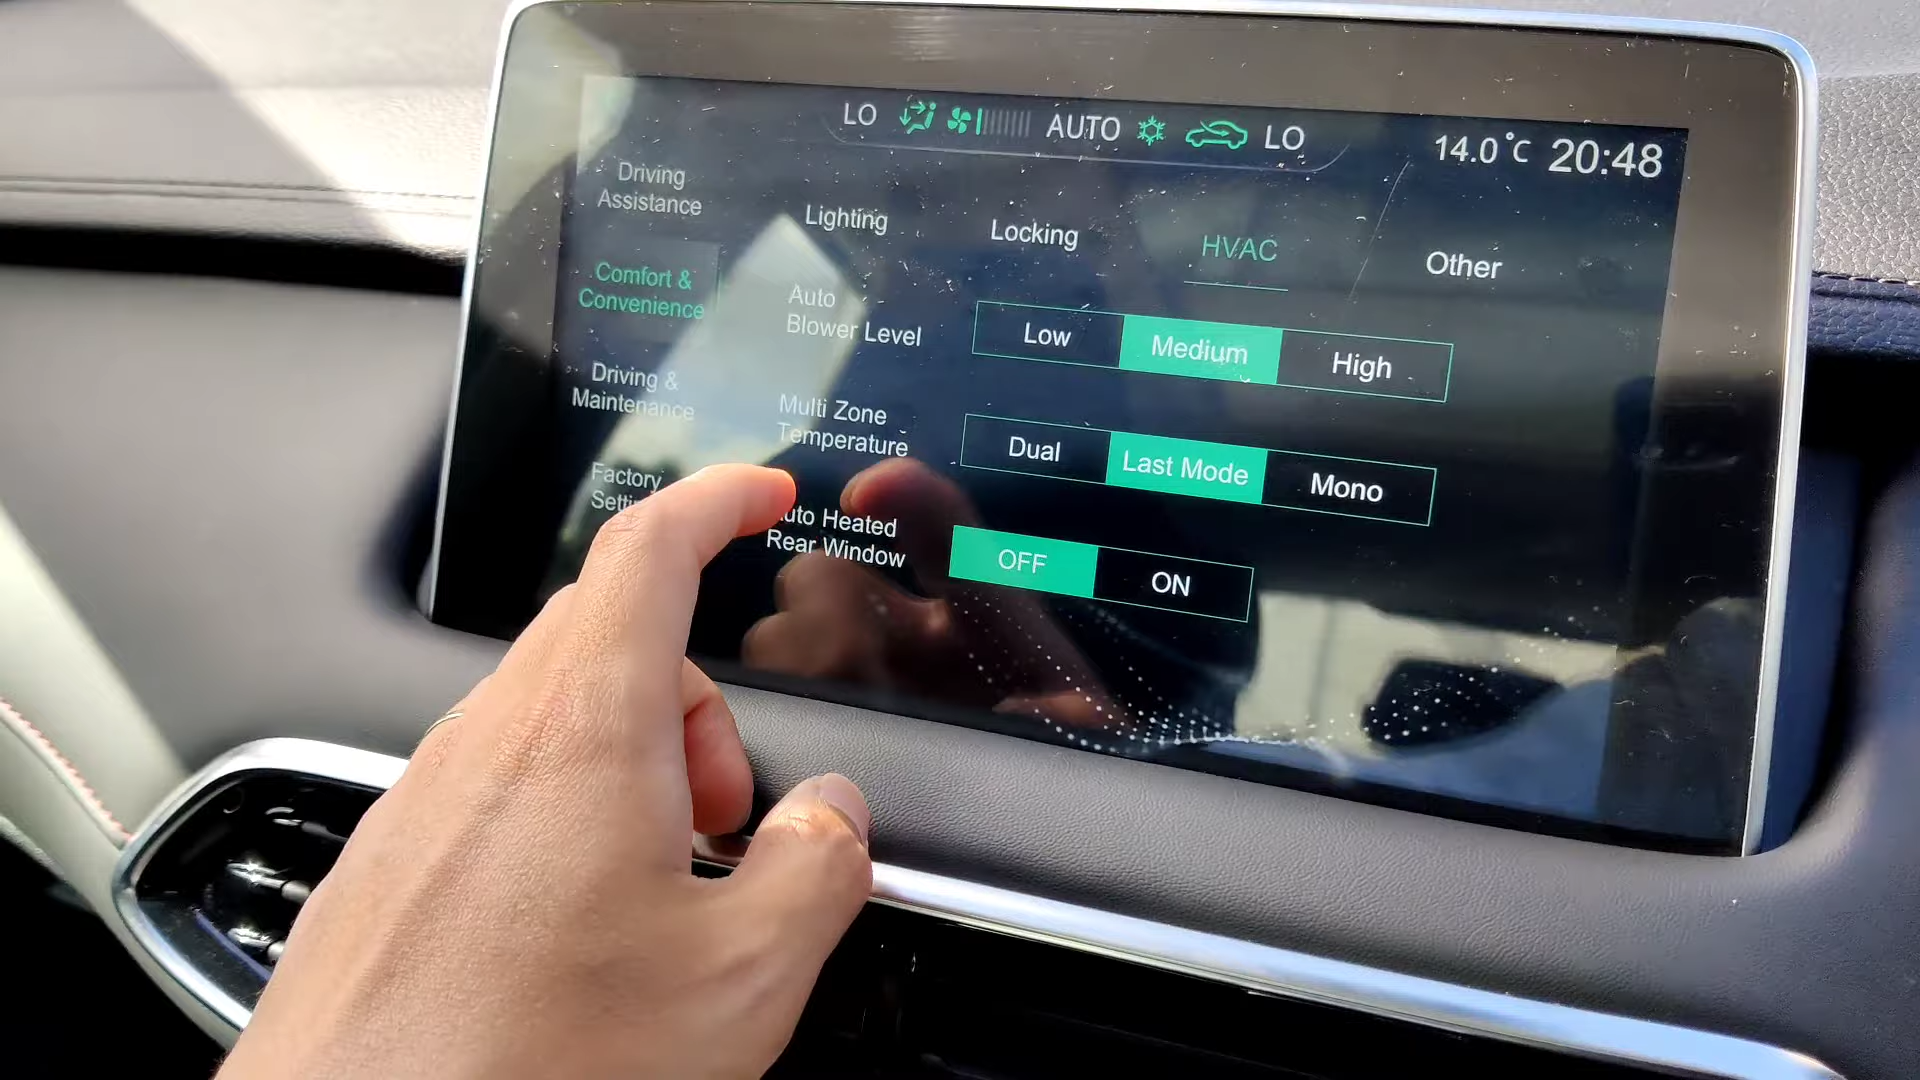 LO AUTO LO 14.0°C 20:48
Driving
Assistance
Comfort &
Convenience
Driving &
Maintenance
Factory
Lighting Locking HVAC Other
Auto
Blower Level
Low Medium High
Multi Zone
Temperature
Dual Last Mode Mono
Heated
Rear Window
OFF ON